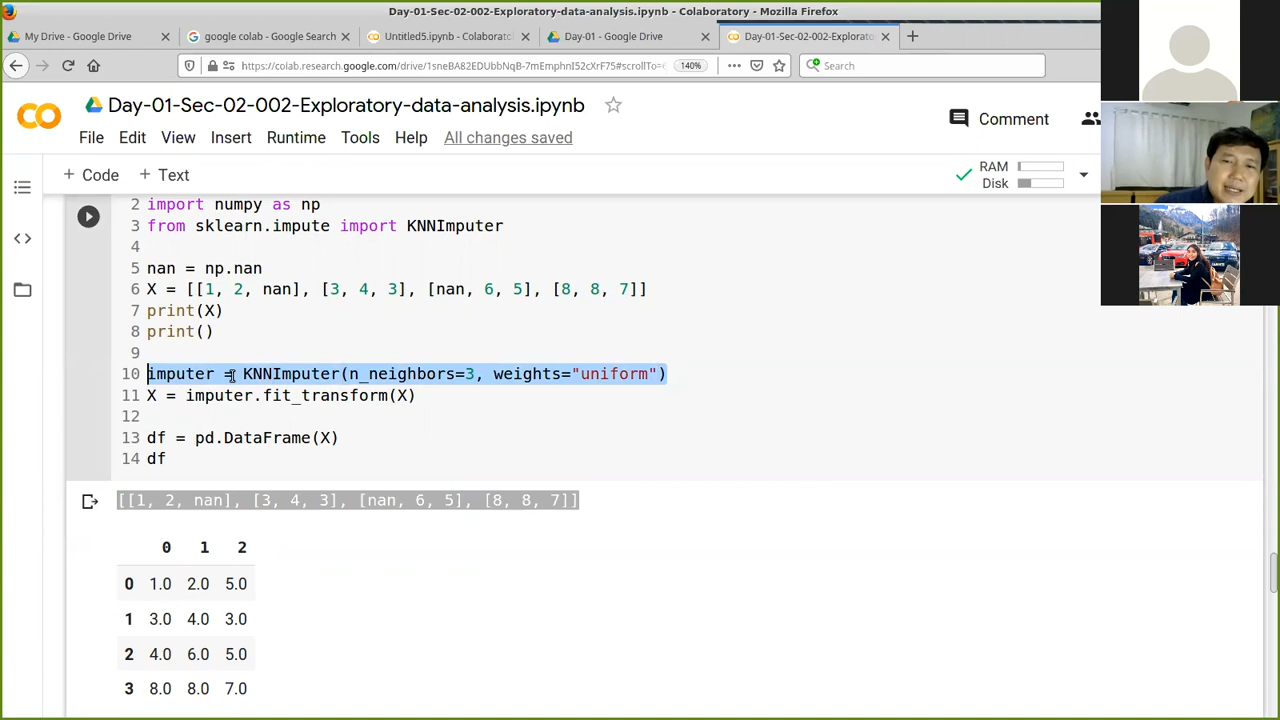 Day-01-Sec-02-002-Exploratory-data-analysis.ipynb - Colaboratory - Mozilla Firefox
My Drive - Google Drive
google colab - Google Search
Untitled5.ipynb - Colaborat
Day-01 - Google Drive
Day-01-Sec-02-002-Explorato
https://colab.research.google.com/drive/1sneBA82EDUbbNqB-7mEmphnI52cXrF75#scrollTo=
140%
Search
CO
Day-01-Sec-02-002-Exploratory-data-analysis.ipynb
Comment
File Edit View Insert Runtime Tools Help All changes saved
+ Code + Text
RAM
Disk
2 import numpy as np
3 from sklearn.impute import KNNImputer
4
5 nan = np.nan
6 X = [[1, 2, nan], [3, 4, 3], [nan, 6, 5], [8, 8, 7]]
7 print(X)
8 print()
9
10 imputer = KNNImputer(n_neighbors=3, weights="uniform")
11 X = imputer.fit_transform(X)
12
13 df = pd.DataFrame(X)
14 df
[[1, 2, nan], [3, 4, 3], [nan, 6, 5], [8, 8, 7]]
0 1 2
0 1.0 2.0 5.0
1 3.0 4.0 3.0
2 4.0 6.0 5.0
3 8.0 8.0 7.0